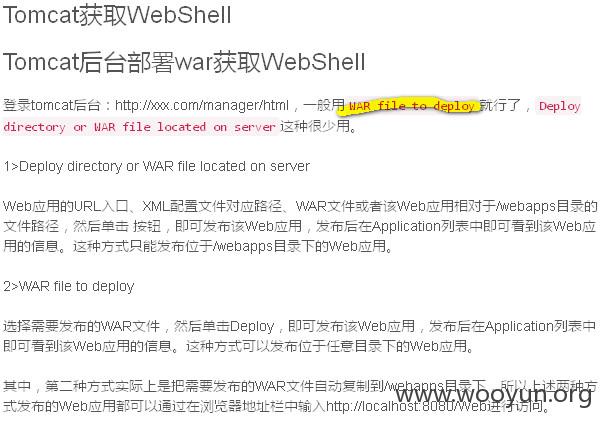 Tomcat获取WebShell
Tomcat后台部署war获取WebShell
登录tomcat后台：http://xxx.com/manager/html，一般用 WAR file to deploy 就行了，Deploy
directory or WAR file located on server 这种很少用。
1>Deploy directory or WAR file located on server
Web应用的URL入口、XML配置文件对应路径、WAR文件或者该Web应用相对于/webapps目录的
文件路径，然后单击 按钮，即可发布该Web应用，发布后在Application列表中即可看到该Web应
用的信息。这种方式只能发布位于/webapps目录下的Web应用。
2>WAR file to deploy
选择需要发布的WAR文件，然后单击Deploy，即可发布该Web应用，发布后在Application列表中
即可看到该Web应用的信息。这种方式可以发布位于任意目录下的Web应用。
其中，第二种方式实际上是把需要发布的WAR文件自动复制到/webapps目录下，所以上述两种方
式发布的Web应用都可以通过在浏览器地址栏中输入http://localhost:8080/Web进行访问。
www.wooyun.org